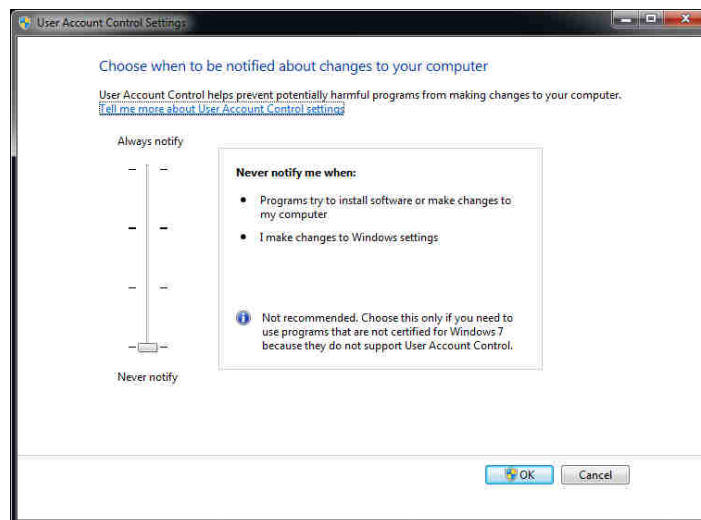 User Account Control Settings
Choose when to be notified about changes to your computer
User Account Control helps prevent potentially harmful programs from making changes to your computer.
Tell me more about User Account Control settings
Always notify
Never notify me when:
Programs try to install software or make changes to
my computer
I make changes to Windows settings
Not recommended. Choose this only if you need to
use programs that are not certified for Windows 7
because they do not support User Account Control.
Never notify
OK
Cancel